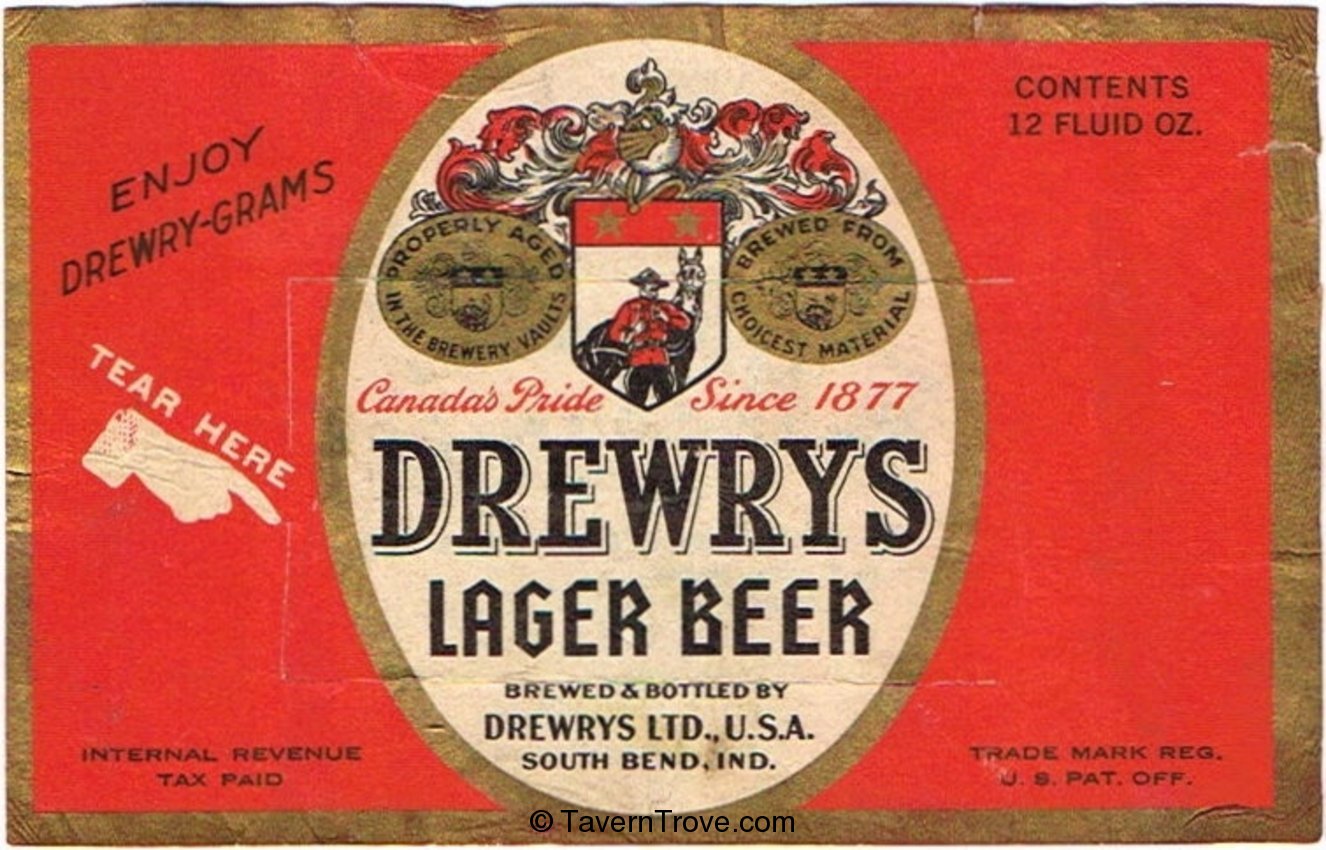 ENJOY
DREWRY-GRAMS
TEAR HERE
CONTENTS
12 FLUID OZ.
PROPERLY AGED
IN THE BREWERY VAULTS
BREWED FROM
CHOICEST MATERIAL
Canada's Pride Since 1877
DREWRYS
LAGER BEER
BREWED & BOTTLED BY
DREWRYS LTD., U.S.A.
SOUTH BEND, IND.
INTERNAL REVENUE
TAX PAID
TRADE MARK REG.
U. S. PAT. OFF.
© TavernTrove.com